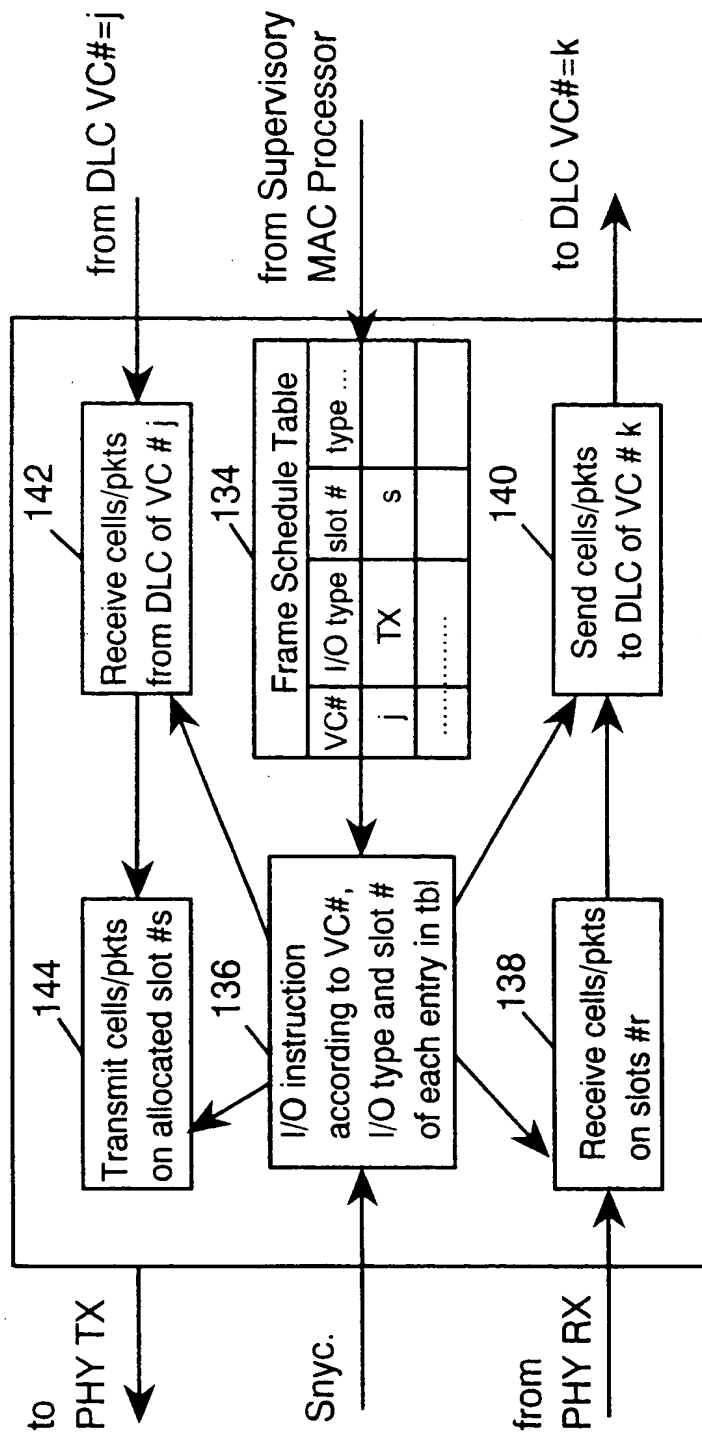 to
PHY TX
Snyc.
from
PHY RX
144
Transmit cells/pkts
on allocated slot #s
136
I/O instruction
according to VC#,
I/O type and slot #
of each entry in tbl
138
Receive cells/pkts
on slots #r
142
Receive cells/pkts
from DLC of VC # j
134
Frame Schedule Table
VC# I/O type slot # type ...
j TX s
............
140
Send cells/pkts
to DLC of VC # k
from DLC VC#=j
from Supervisory
MAC Processor
to DLC VC#=k